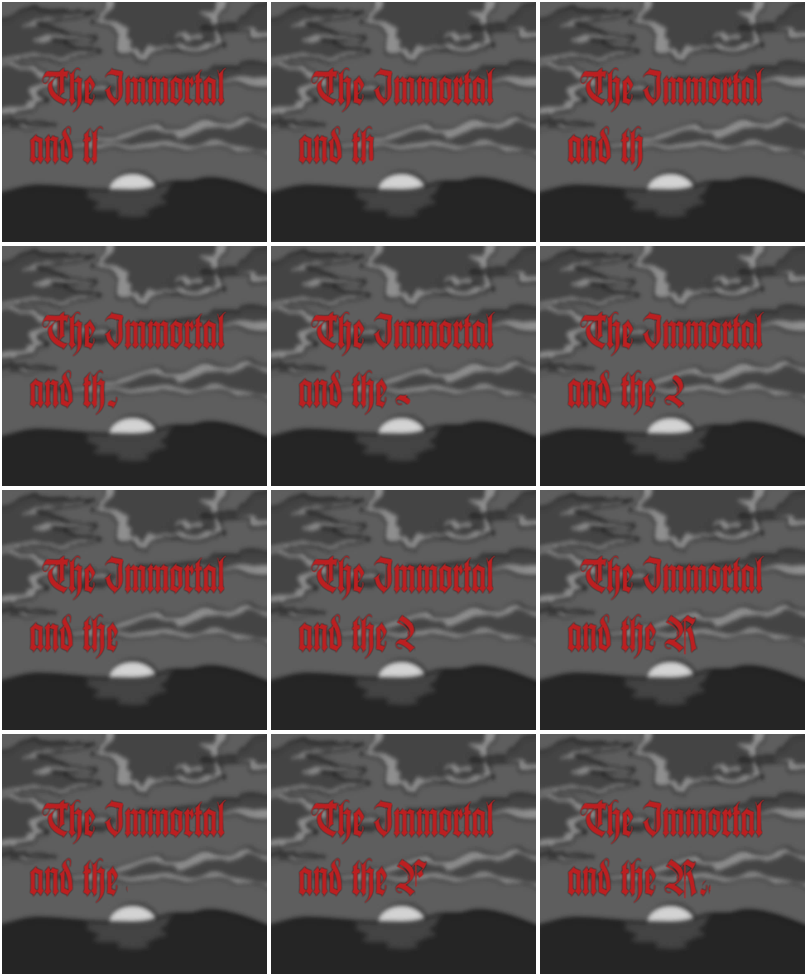 The Immortal
and t
The Immortal
and th
The Immortal
and th
The Immortal
and th
The Immortal
and the
The Immortal
and the
The Immortal
and the
The Immortal
and the
The Immortal
and the R
The Immortal
and the
The Immortal
and the
The Immortal
and the R